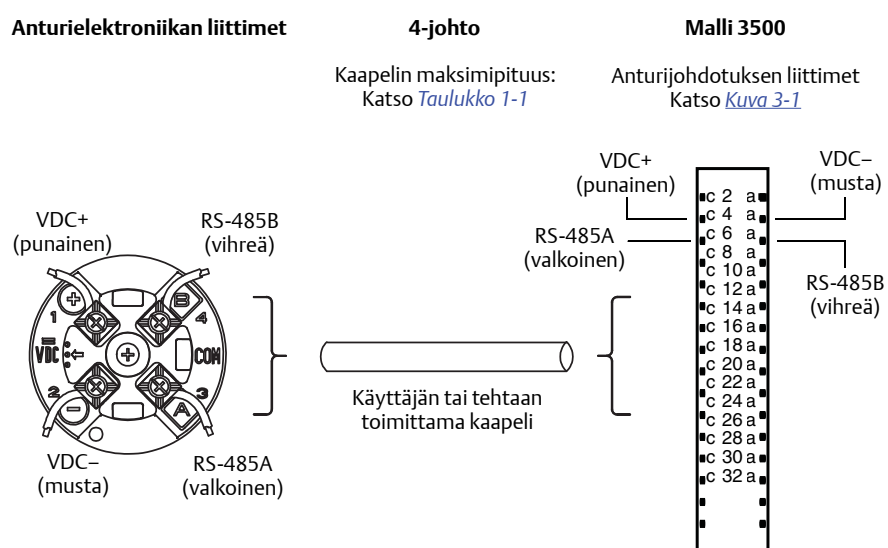 Anturielektroniikan liittimet
4-johto
Malli 3500
Kaapelin maksimipituus:
Katso Taulukko 1-1
Anturijohdotuksen liittimet
Katso Kuva 3-1
VDC+
(punainen)
RS-485B
(vihreä)
1
4
B
VDC
COM
2
3
A
VDC–
(musta)
RS-485A
(valkoinen)
Käyttäjän tai tehtaan
toimittama kaapeli
VDC+
(punainen)
VDC–
(musta)
RS-485A
(valkoinen)
RS-485B
(vihreä)
c 2 a
c 4 a
c 6 a
c 8 a
c 10 a
c 12 a
c 14 a
c 16 a
c 18 a
c 20 a
c 22 a
c 24 a
c 26 a
c 28 a
c 30 a
c 32 a